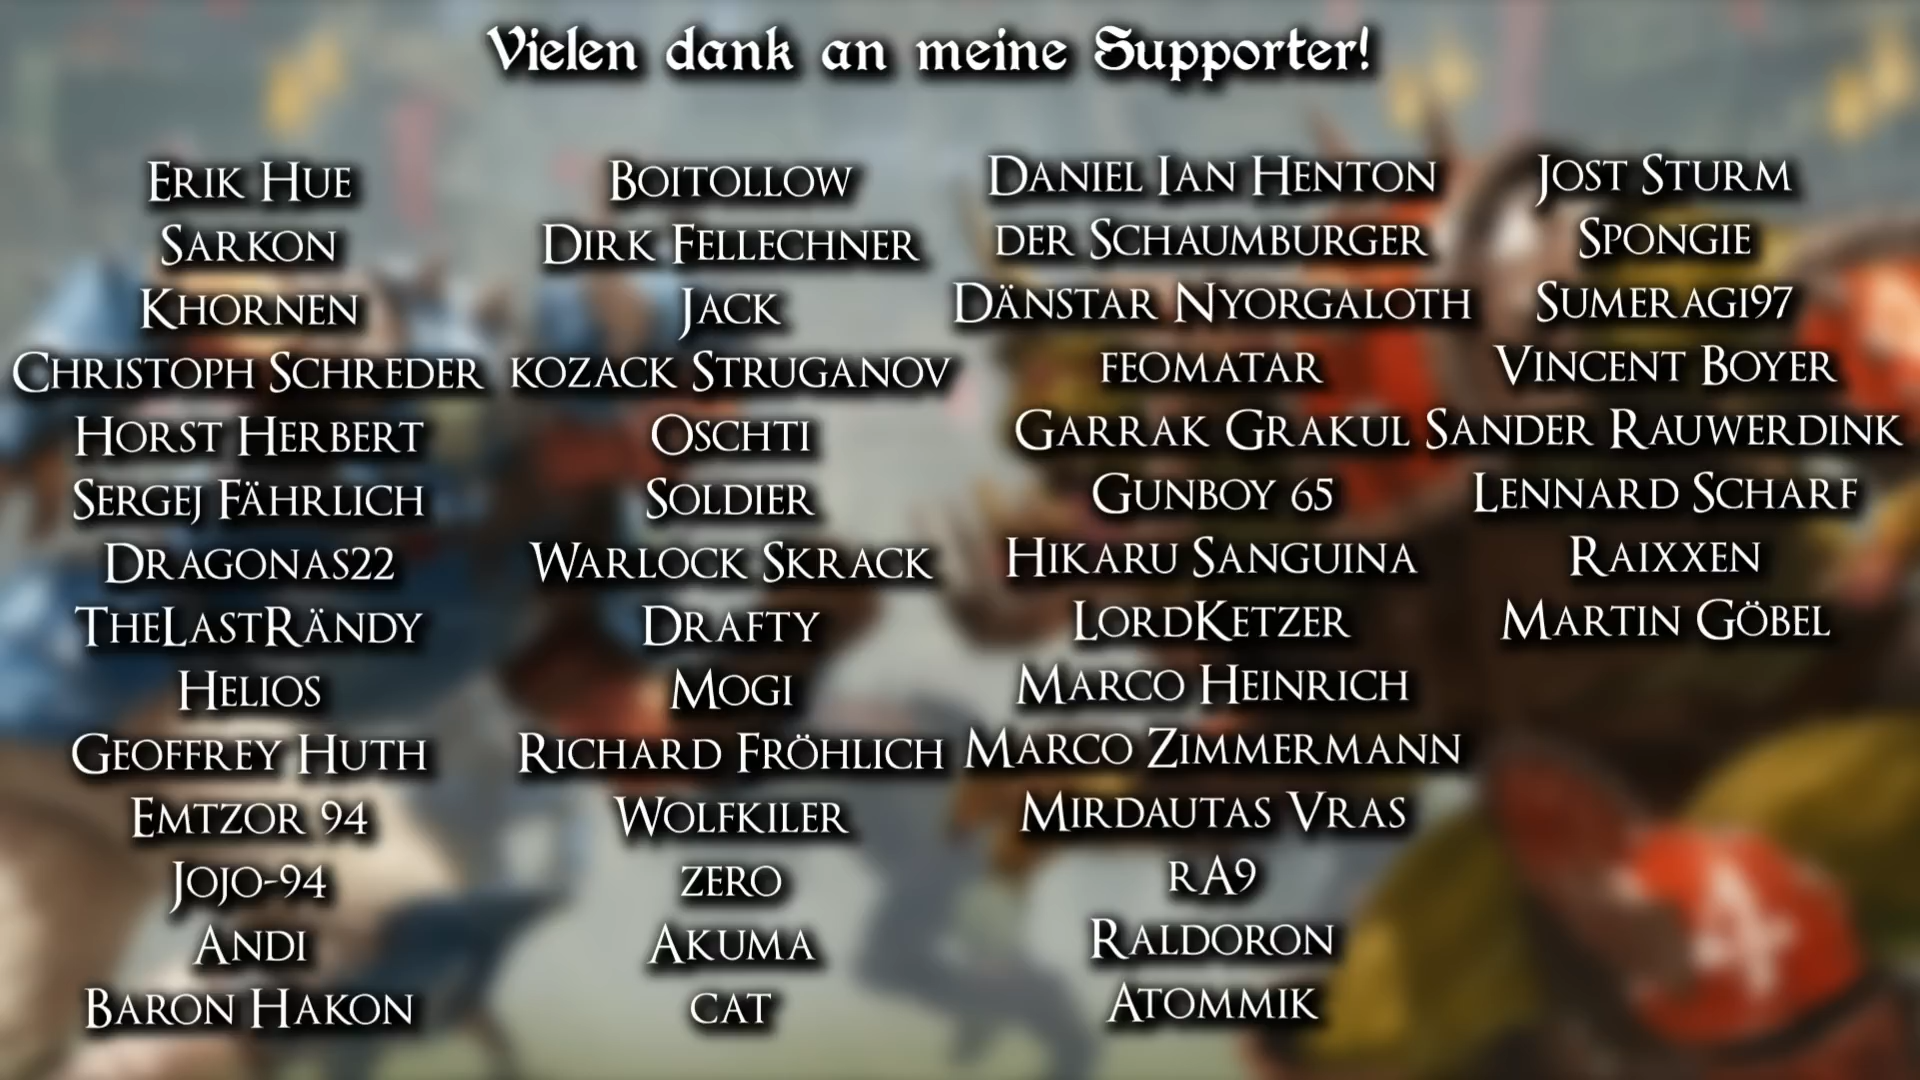 Vielen dank an meine Supporter!
Erik Hue
Sarkon
Khornen
Christoph Schreder
Horst Herbert
Sergej Fährlich
Dragonas22
TheLastRändy
Helios
Geoffrey Huth
Emtzor 94
Jojo-94
Andi
Baron Hakon
Boitollow
Dirk Fellechner
Jack
kozack Struganov
Oschti
Soldier
Warlock Skrack
Drafty
Mogi
Richard Fröhlich
Wolfkiler
zero
Akuma
cat
Daniel Ian Henton
der Schaumburger
Dänstar Nyorgaloth
feomatar
Garrak Grakul
Gunboy 65
Hikaru Sanguina
LordKetzer
Marco Heinrich
Marco Zimmermann
Mirdautas Vras
rA9
Raldoron
Atommik
Jost Sturm
Spongie
Sumeragi97
Vincent Boyer
Sander Rauwerdink
Lennard Scharf
Raixxen
Martin Göbel